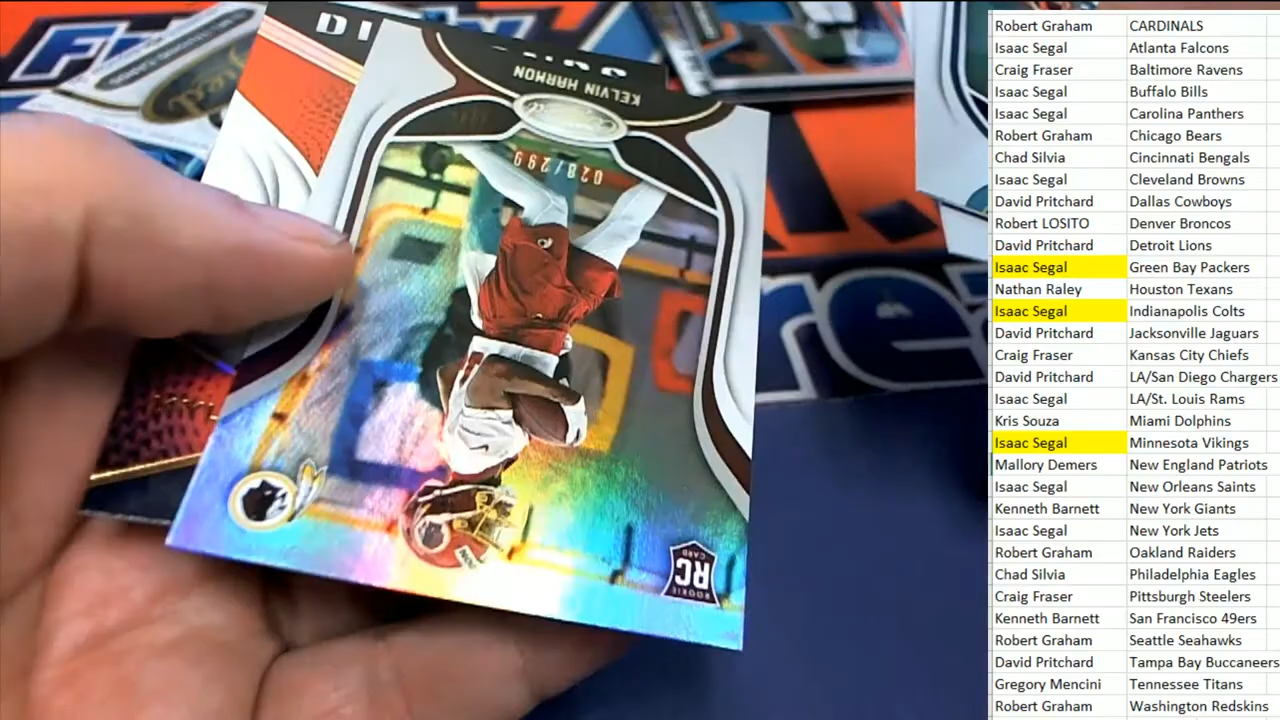 DI
KELVIN HARMON
028/299
RC
ROOKIE
CARD
re
Robert Graham CARDINALS
Isaac Segal Atlanta Falcons
Craig Fraser Baltimore Ravens
Isaac Segal Buffalo Bills
Isaac Segal Carolina Panthers
Robert Graham Chicago Bears
Chad Silvia Cincinnati Bengals
Isaac Segal Cleveland Browns
David Pritchard Dallas Cowboys
Robert LOSITO Denver Broncos
David Pritchard Detroit Lions
Isaac Segal Green Bay Packers
Nathan Raley Houston Texans
Isaac Segal Indianapolis Colts
David Pritchard Jacksonville Jaguars
Craig Fraser Kansas City Chiefs
David Pritchard LA/San Diego Chargers
Isaac Segal LA/St. Louis Rams
Kris Souza Miami Dolphins
Isaac Segal Minnesota Vikings
Mallory Demers New England Patriots
Isaac Segal New Orleans Saints
Kenneth Barnett New York Giants
Isaac Segal New York Jets
Robert Graham Oakland Raiders
Chad Silvia Philadelphia Eagles
Craig Fraser Pittsburgh Steelers
Kenneth Barnett San Francisco 49ers
Robert Graham Seattle Seahawks
David Pritchard Tampa Bay Buccaneers
Gregory Mencini Tennessee Titans
Robert Graham Washington Redskins